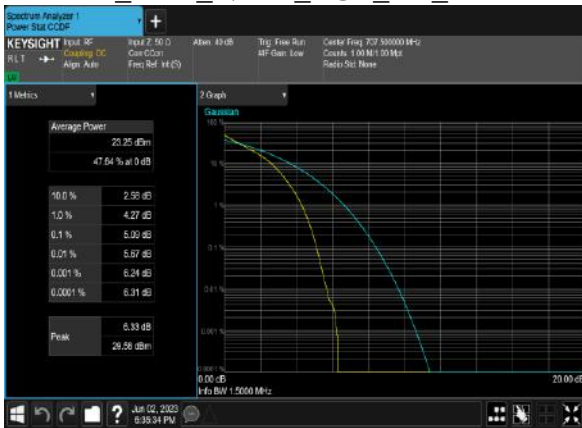 Spectrum Analyzer 1
Power Stat CCDF
KEYSIGHT
Input: RF
Input Z: 50 Ω
Atten: 40 dB
Trig: Free Run
Center Freq: 707.500000 MHz
RLT
Coupling: DC
Corr CCorr
#IF Gain: Low
Counts: 1.00 M/1.00 Mpt
Align: Auto
Freq Ref: Int (S)
Radio Std: None
1 Metrics
2 Graph
Gaussian
Average Power
23.25 dBm
47.64 % at 0 dB
10.0 % 2.58 dB
1.0 % 4.27 dB
0.1 % 5.09 dB
0.01 % 5.67 dB
0.001 % 6.24 dB
0.0001 % 6.31 dB
Peak
6.33 dB
29.58 dBm
100 %
10 %
1 %
0.1 %
0.01 %
0.001 %
0.0001 %
0.00 dB
20.00 dB
Info BW 1.5000 MHz
Jun 02, 2023
6:35:34 PM